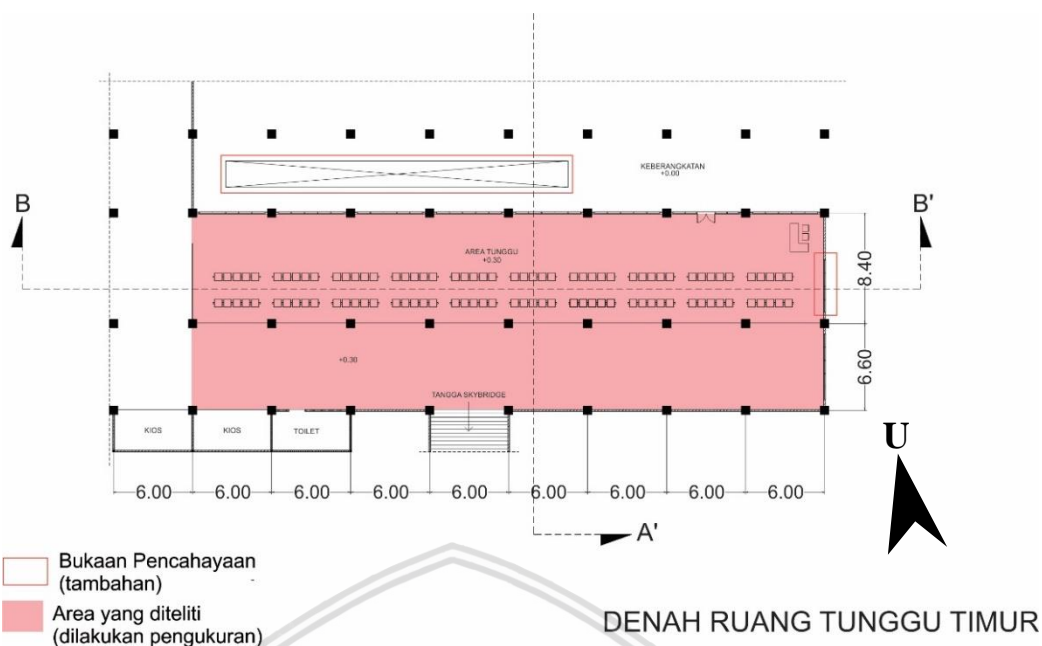 KEBERANGKATAN
+0.00
B
B'
AREA TUNGGU
+0.30
8.40
+0.30
6.60
TANGGA SKYBRIDGE
KIOS
KIOS
TOILET
U
6.00 6.00 6.00 6.00 6.00 6.00 6.00 6.00 6.00
A'
Bukaan Pencahayaan
(tambahan)
Area yang diteliti
(dilakukan pengukuran)
DENAH RUANG TUNGGU TIMUR